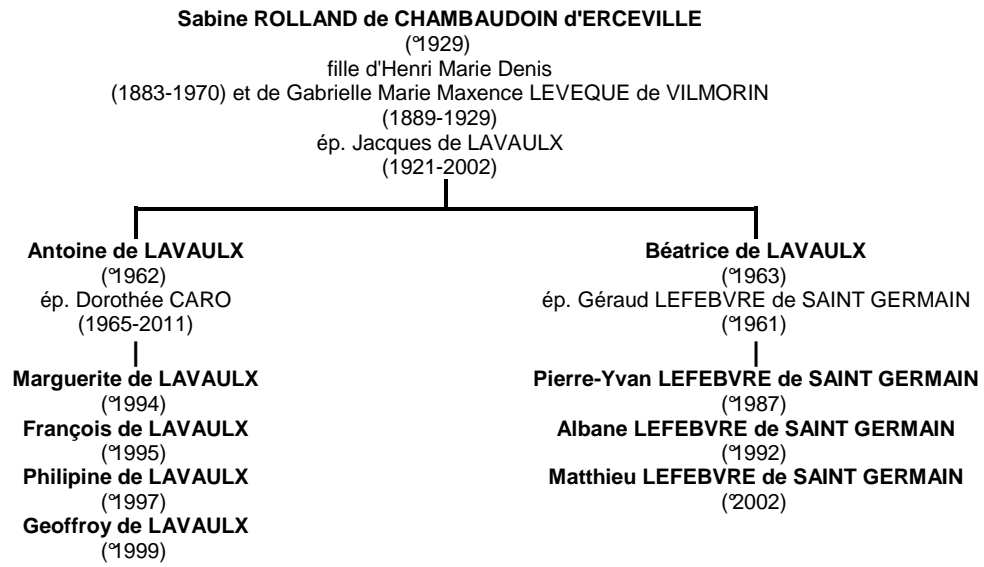 Sabine ROLLAND de CHAMBAUDOIN d'ERCEVILLE
(°1929)
fille d'Henri Marie Denis
(1883-1970) et de Gabrielle Marie Maxence LEVEQUE de VILMORIN
(1889-1929)
ép. Jacques de LAVAULX
(1921-2002)
Antoine de LAVAULX
(°1962)
ép. Dorothée CARO
(1965-2011)
Marguerite de LAVAULX
(°1994)
François de LAVAULX
(°1995)
Philipine de LAVAULX
(°1997)
Geoffroy de LAVAULX
(°1999)
Béatrice de LAVAULX
(°1963)
ép. Géraud LEFEBVRE de SAINT GERMAIN
(°1961)
Pierre-Yvan LEFEBVRE de SAINT GERMAIN
(°1987)
Albane LEFEBVRE de SAINT GERMAIN
(°1992)
Matthieu LEFEBVRE de SAINT GERMAIN
(°2002)